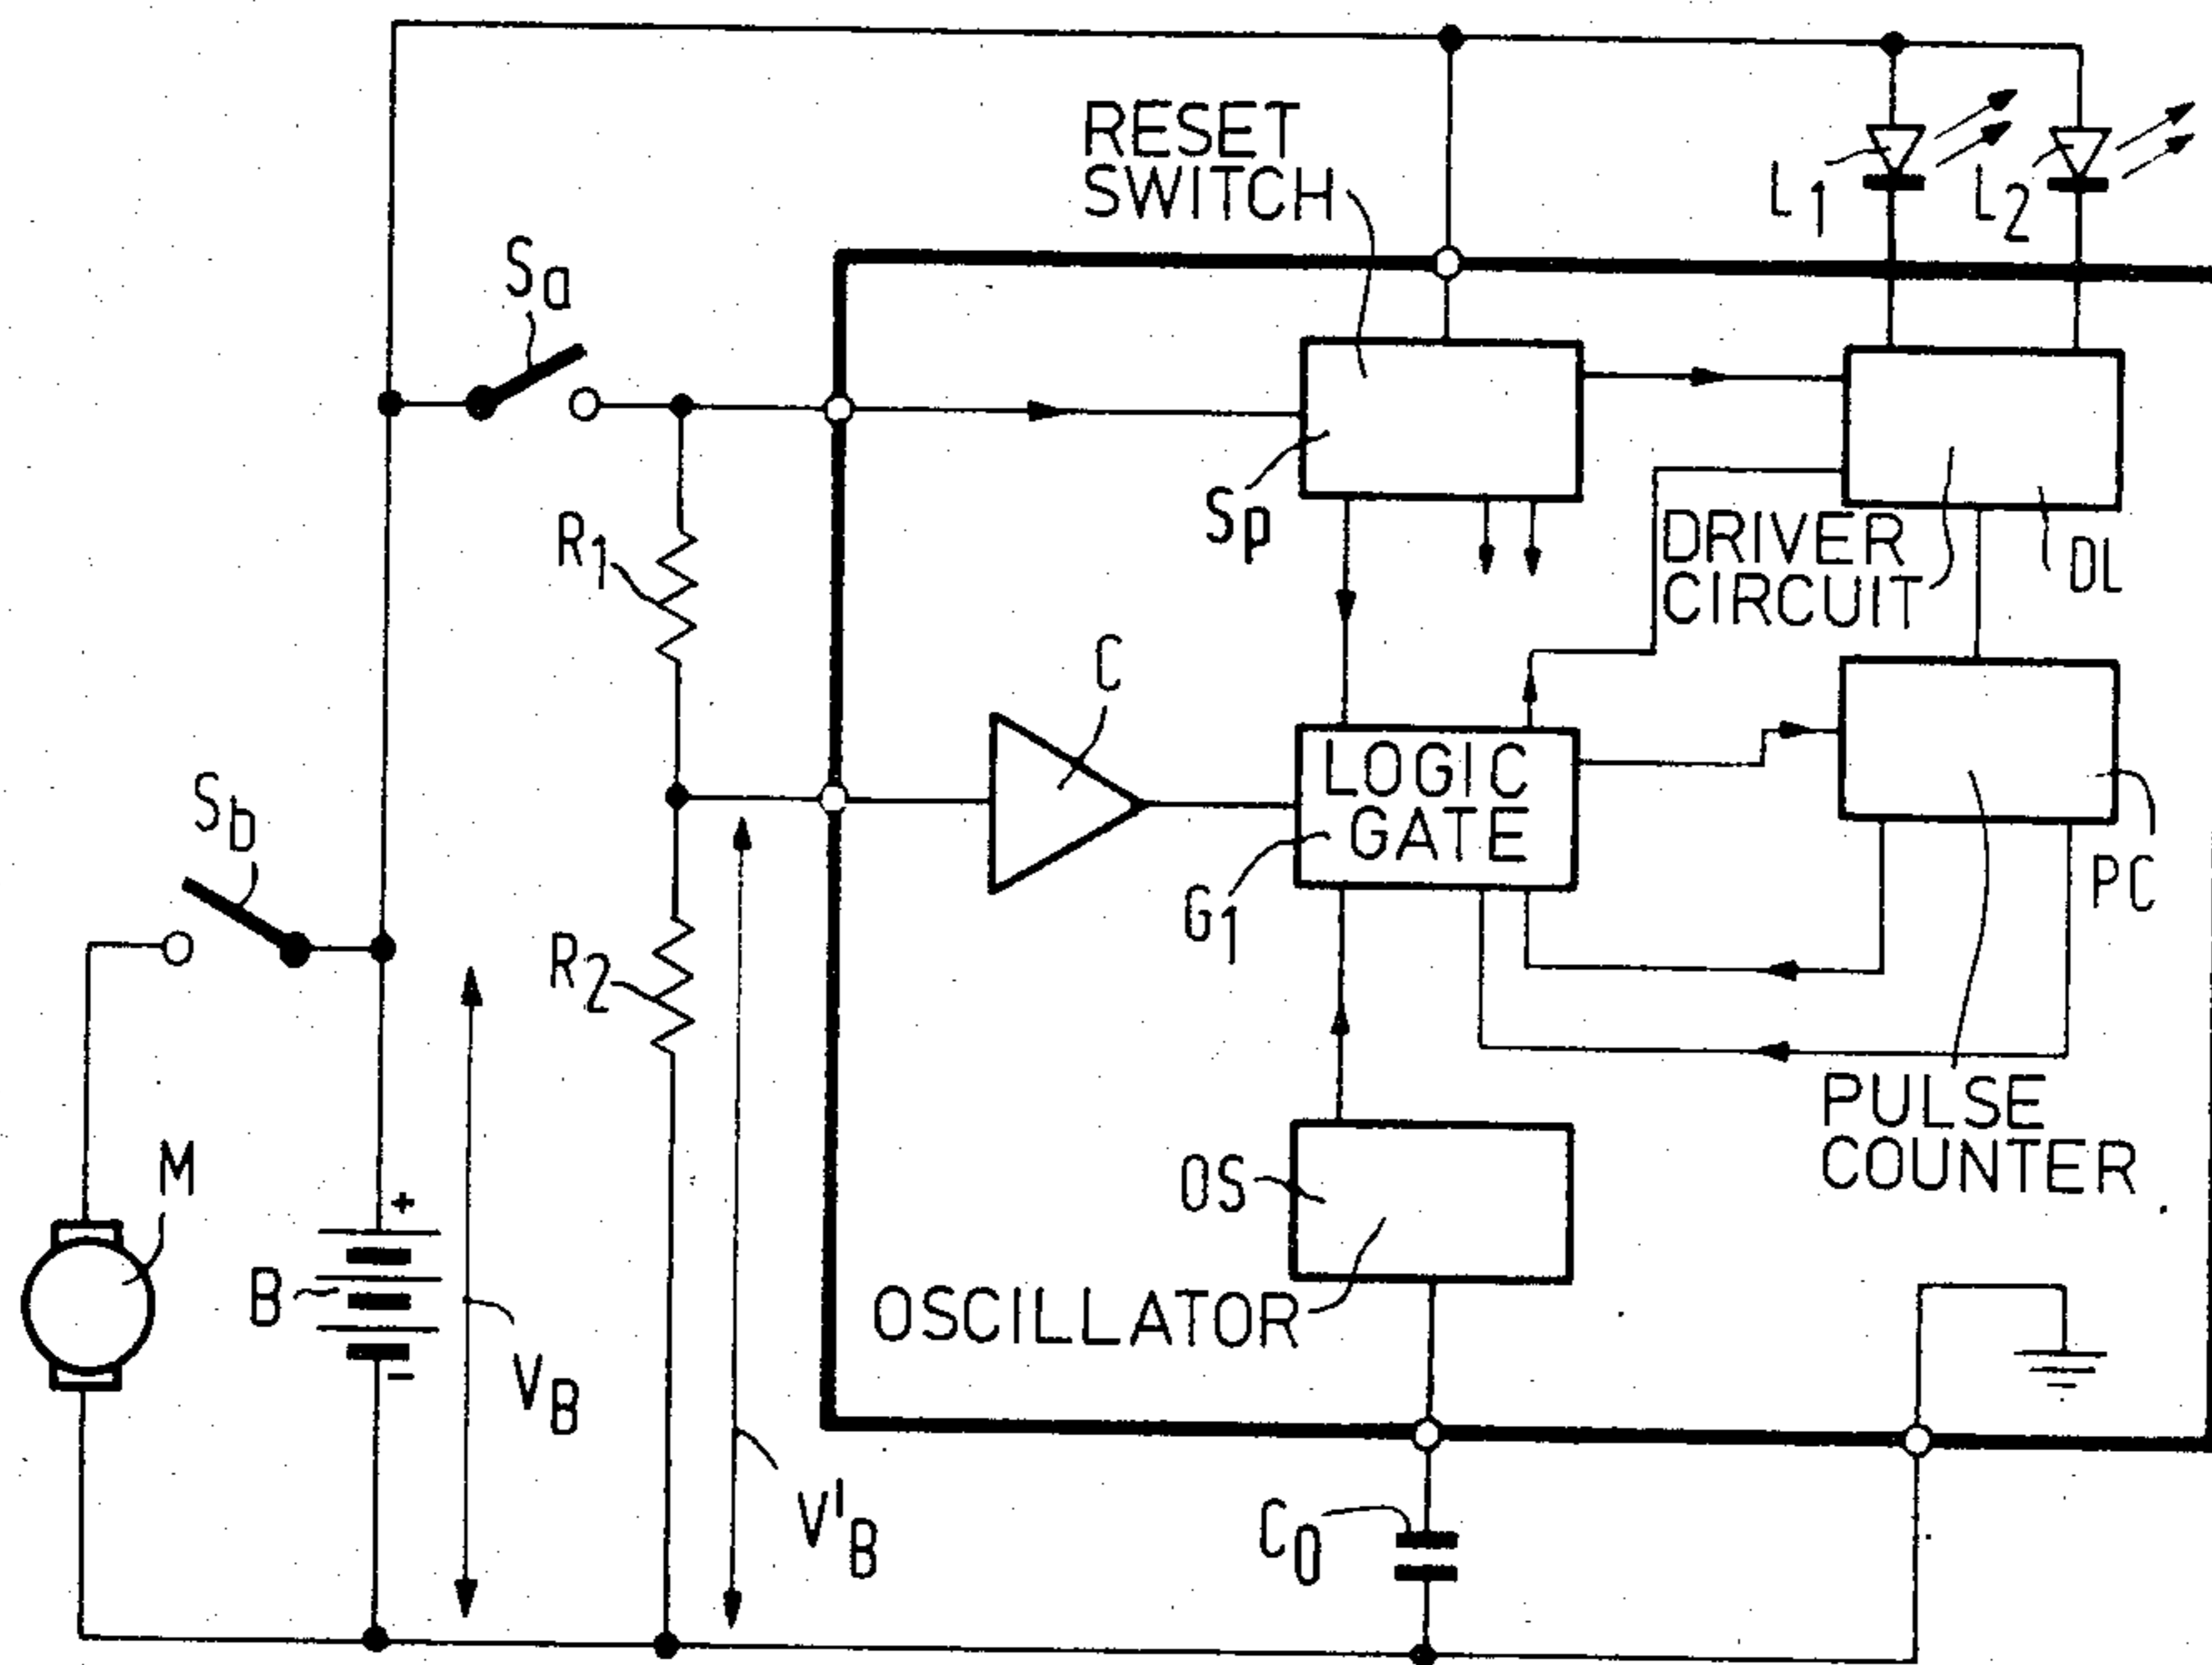 RESET
SWITCH
L1
L2
Sa
R1
Sp
DRIVER
CIRCUIT
DL
C
Sb
LOGIC
GATE
G1
PC
R2
PULSE
COUNTER
M
OS
+
B
OSCILLATOR
-
VB
V'B
C0